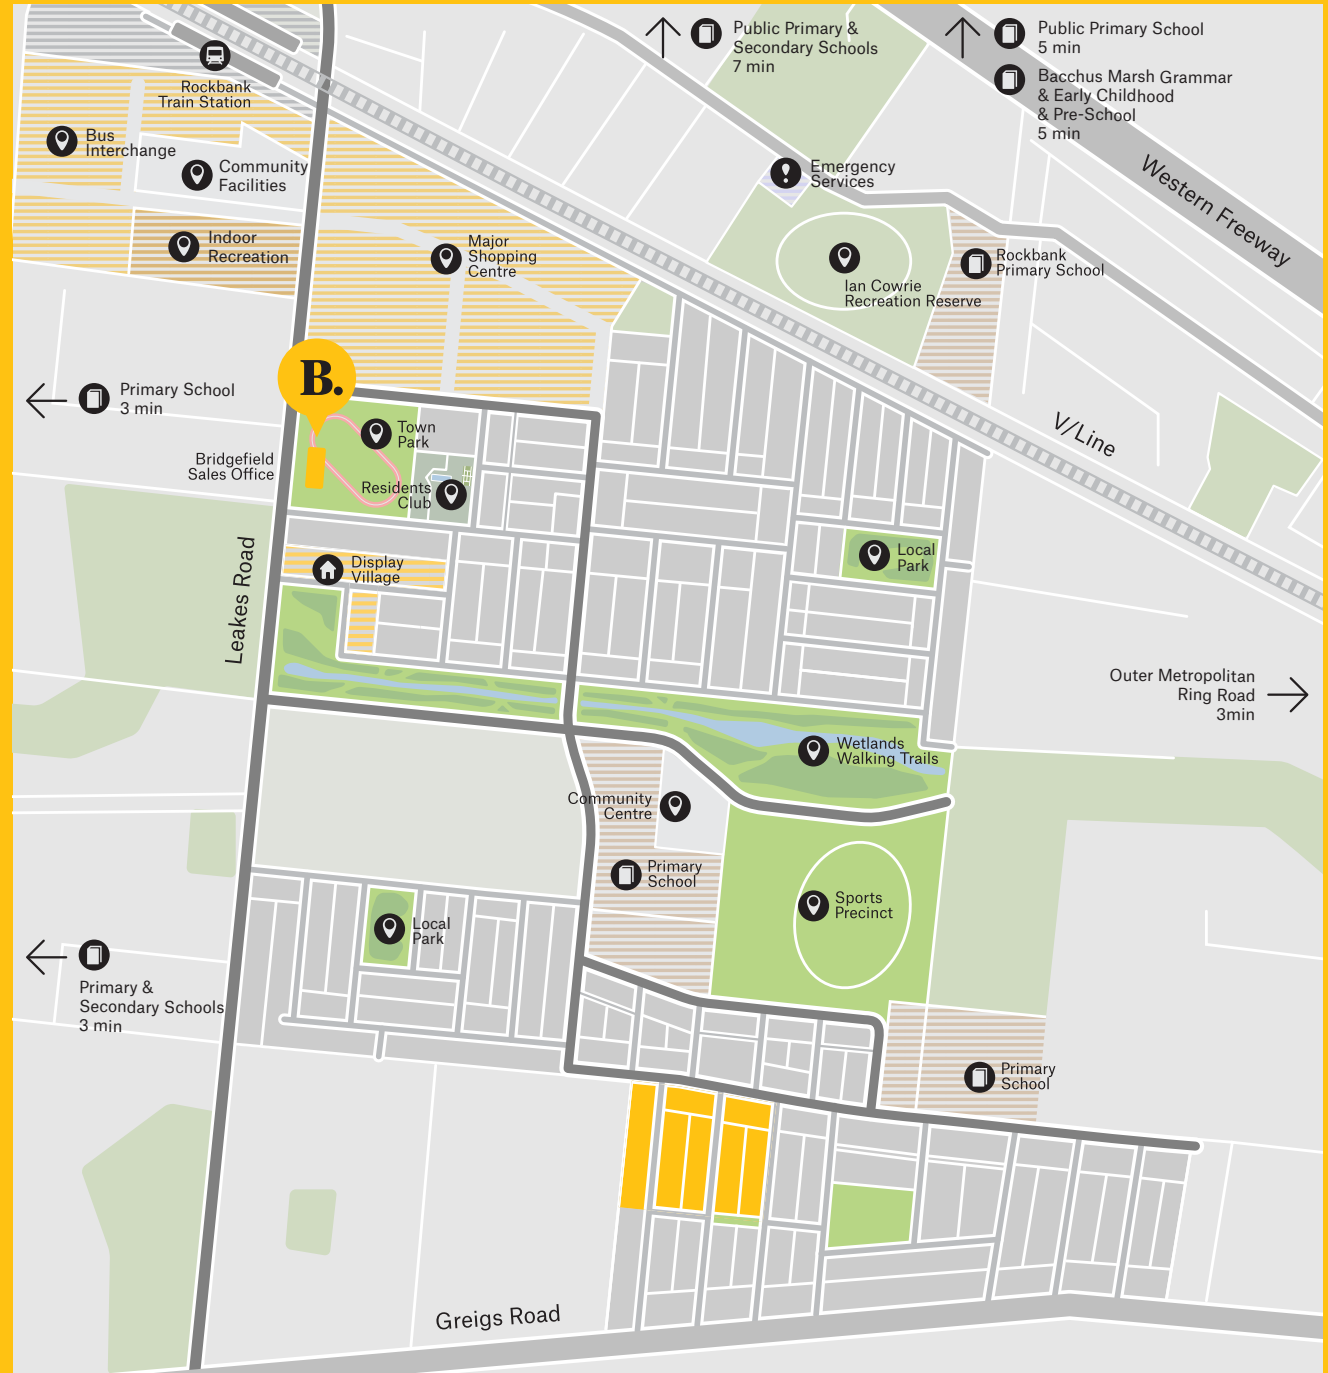 Public Primary &
Secondary Schools
7 min
Public Primary School
5 min
Bacchus Marsh Grammar
& Early Childhood
& Pre-School
5 min
Rockbank
Train Station
Bus
Interchange
Community
Facilities
Emergency
Services
Western Freeway
Indoor
Recreation
Major
Shopping
Centre
Rockbank
Primary School
Ian Cowrie
Recreation Reserve
B.
Primary School
3 min
V/Line
Town
Park
Bridgefield
Sales Office
Residents
Club
Leakes Road
Display
Village
Local
Park
Outer Metropolitan
Ring Road
3min
Wetlands
Walking Trails
Community
Centre
Primary
School
Sports
Precinct
Local
Park
Primary &
Secondary Schools
3 min
Primary
School
Greigs Road